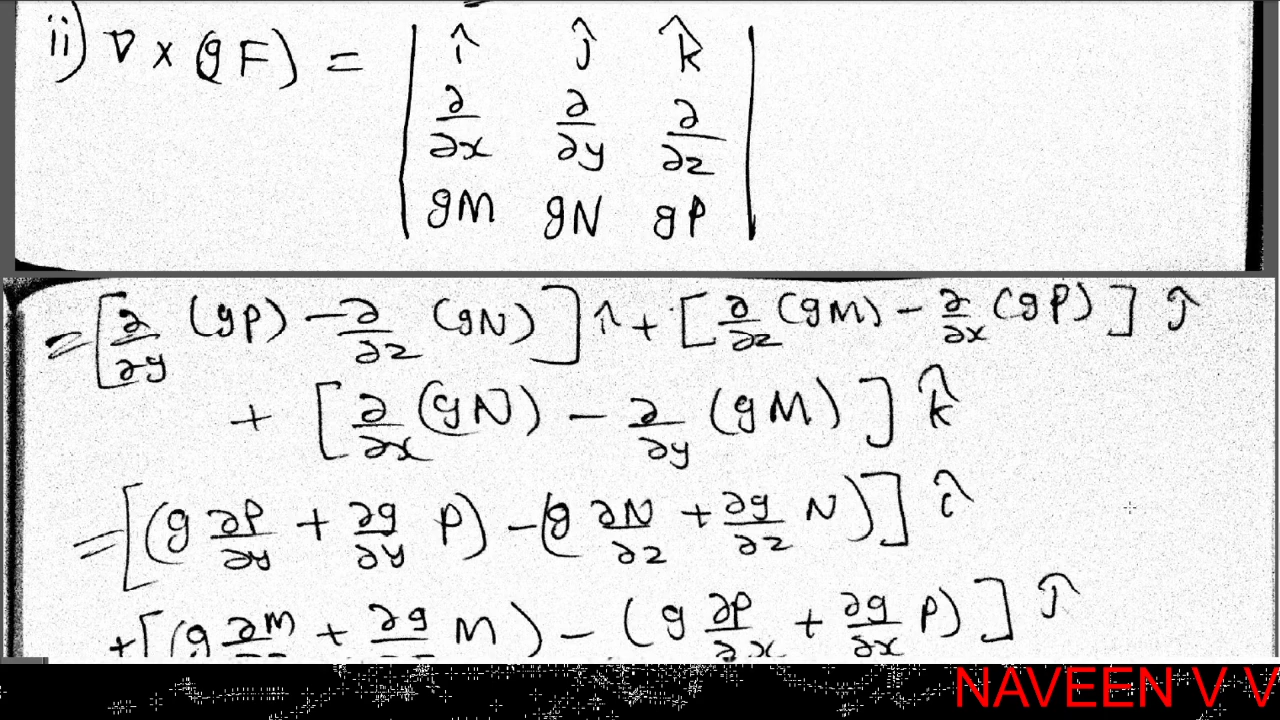 ii) ∇ × (gF) = | î ĵ k̂
∂/∂x ∂/∂y ∂/∂z
gM gN gP |
= [∂/∂y (gP) − ∂/∂z (gN)] î + [∂/∂z (gM) − ∂/∂x (gP)] ĵ
+ [∂/∂x (gN) − ∂/∂y (gM)] k̂
= [(g ∂P/∂y + ∂g/∂y P) − (g ∂N/∂z + ∂g/∂z N)] î
+ [(g ∂M/∂z + ∂g/∂z M) − (g ∂P/∂x + ∂g/∂x P)] ĵ
NAVEEN V V